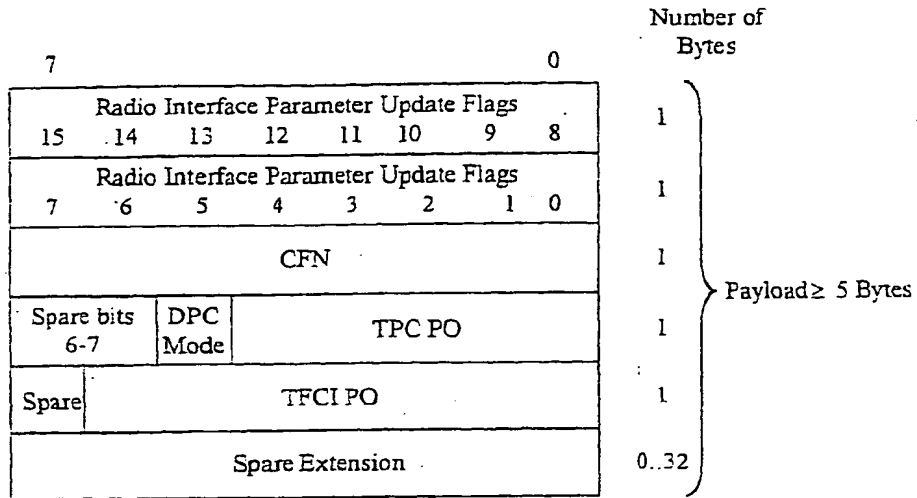 Number of
Bytes
7 0
Radio Interface Parameter Update Flags
15 14 13 12 11 10 9 8
1
Radio Interface Parameter Update Flags
7 6 5 4 3 2 1 0
1
CFN
1
Payload ≥ 5 Bytes
Spare bits
6-7
DPC
Mode
TPC PO
1
Spare
TFCI PO
1
Spare Extension
0..32